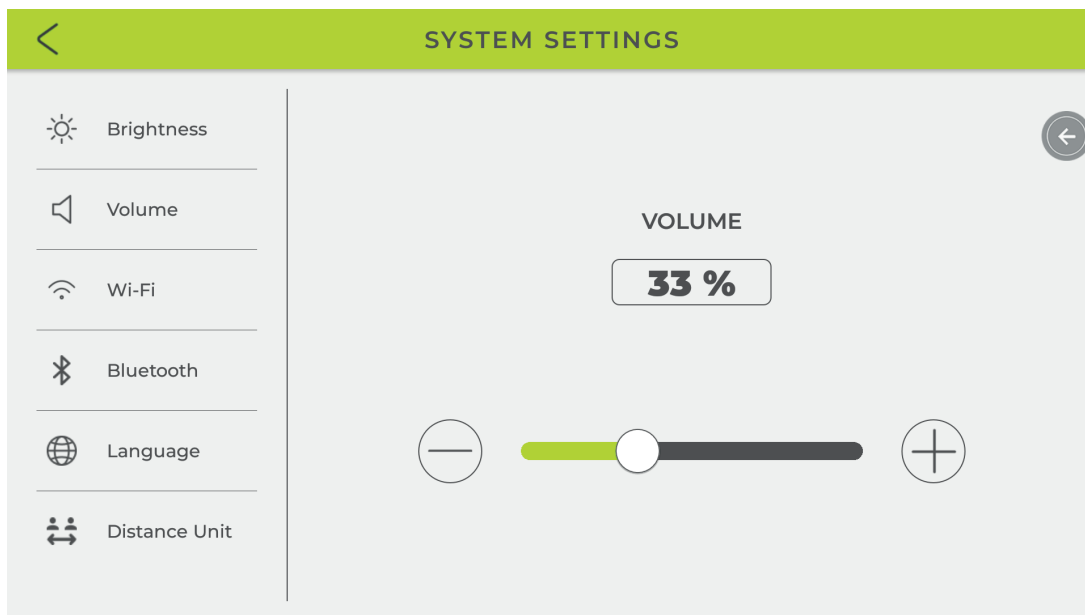 SYSTEM SETTINGS
Brightness
Volume
Wi-Fi
Bluetooth
Language
Distance Unit
VOLUME
33 %